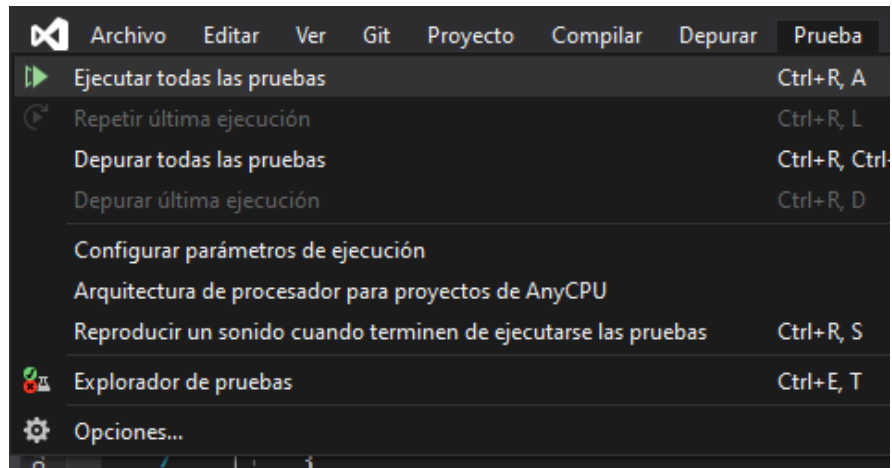 Archivo Editar Ver Git Proyecto Compilar Depurar Prueba
Ejecutar todas las pruebas Ctrl+R, A
Repetir última ejecución Ctrl+R, L
Depurar todas las pruebas Ctrl+R, Ctrl+
Depurar última ejecución Ctrl+R, D
Configurar parámetros de ejecución
Arquitectura de procesador para proyectos de AnyCPU
Reproducir un sonido cuando terminen de ejecutarse las pruebas Ctrl+R, S
Explorador de pruebas Ctrl+E, T
Opciones...
}